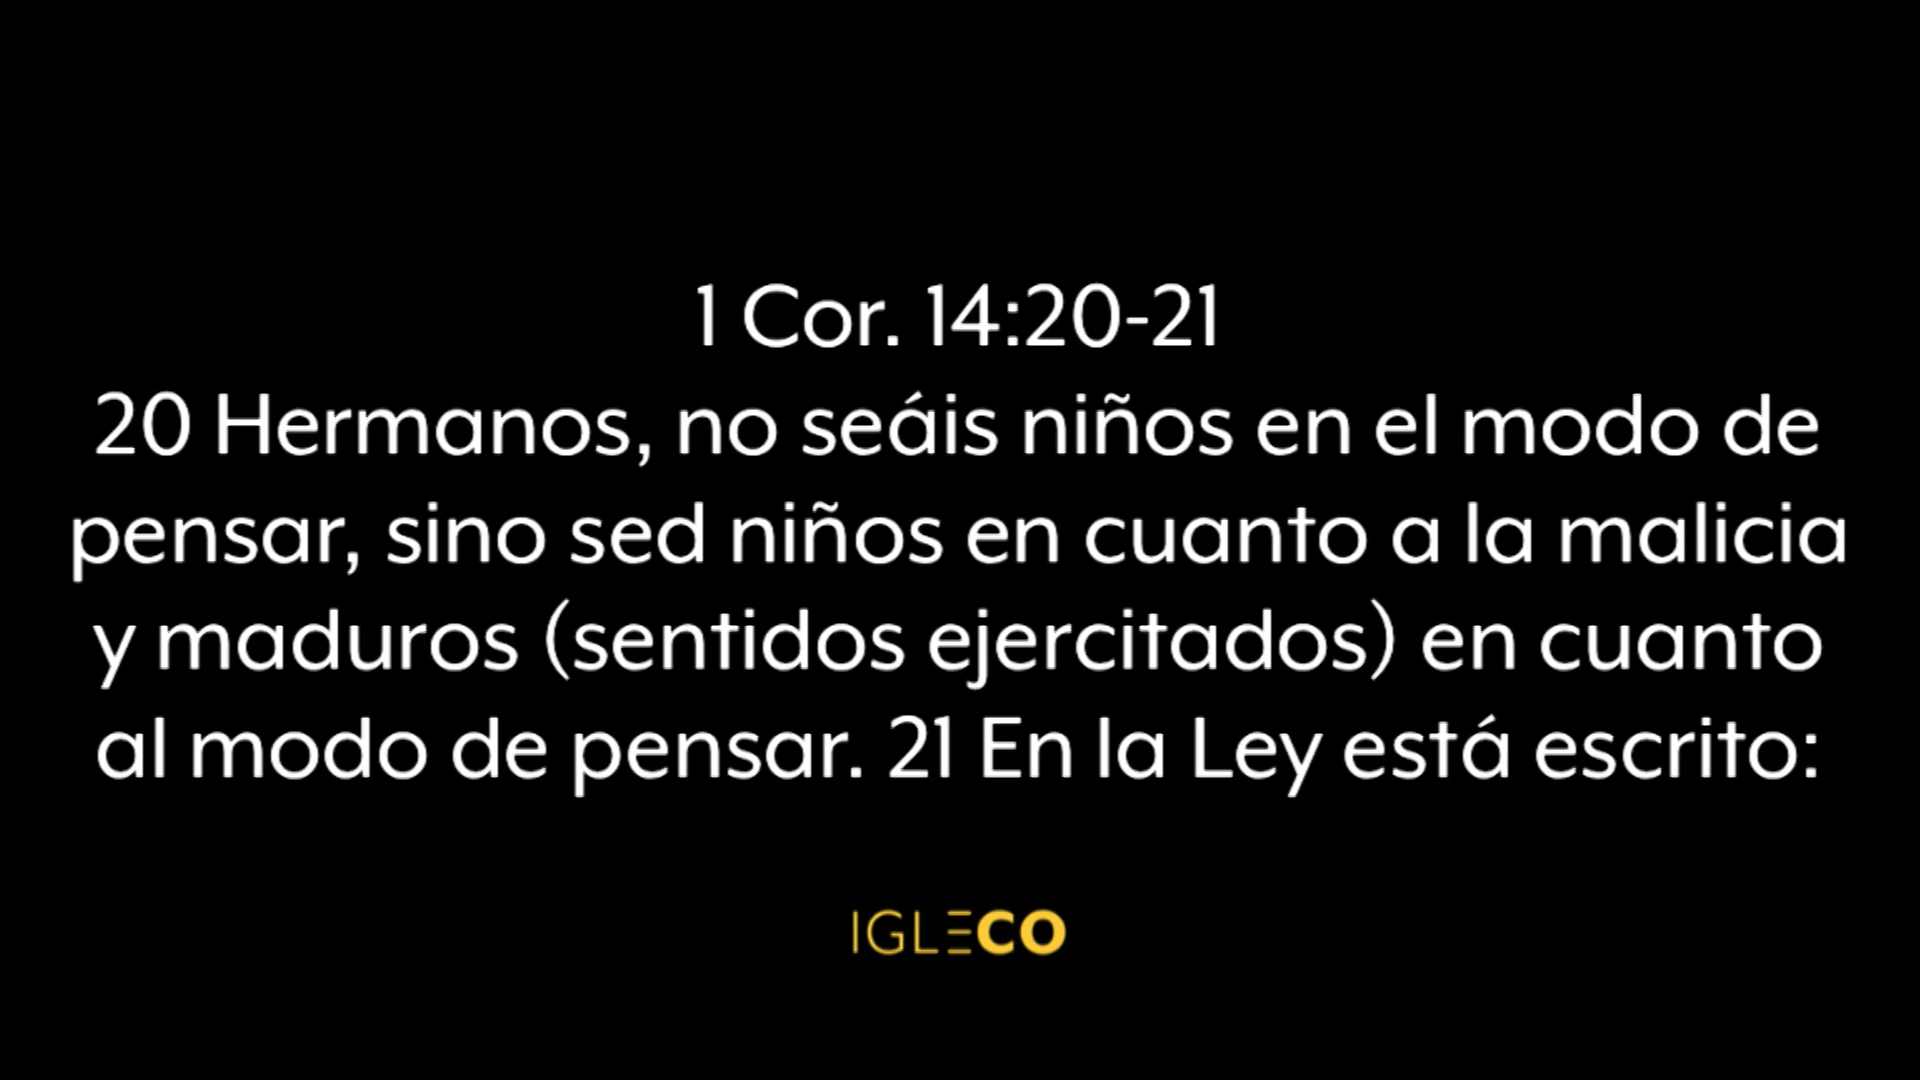 1 Cor. 14:20-21
20 Hermanos, no seáis niños en el modo de
pensar, sino sed niños en cuanto a la malicia
y maduros (sentidos ejercitados) en cuanto
al modo de pensar. 21 En la Ley está escrito:
IGLECO